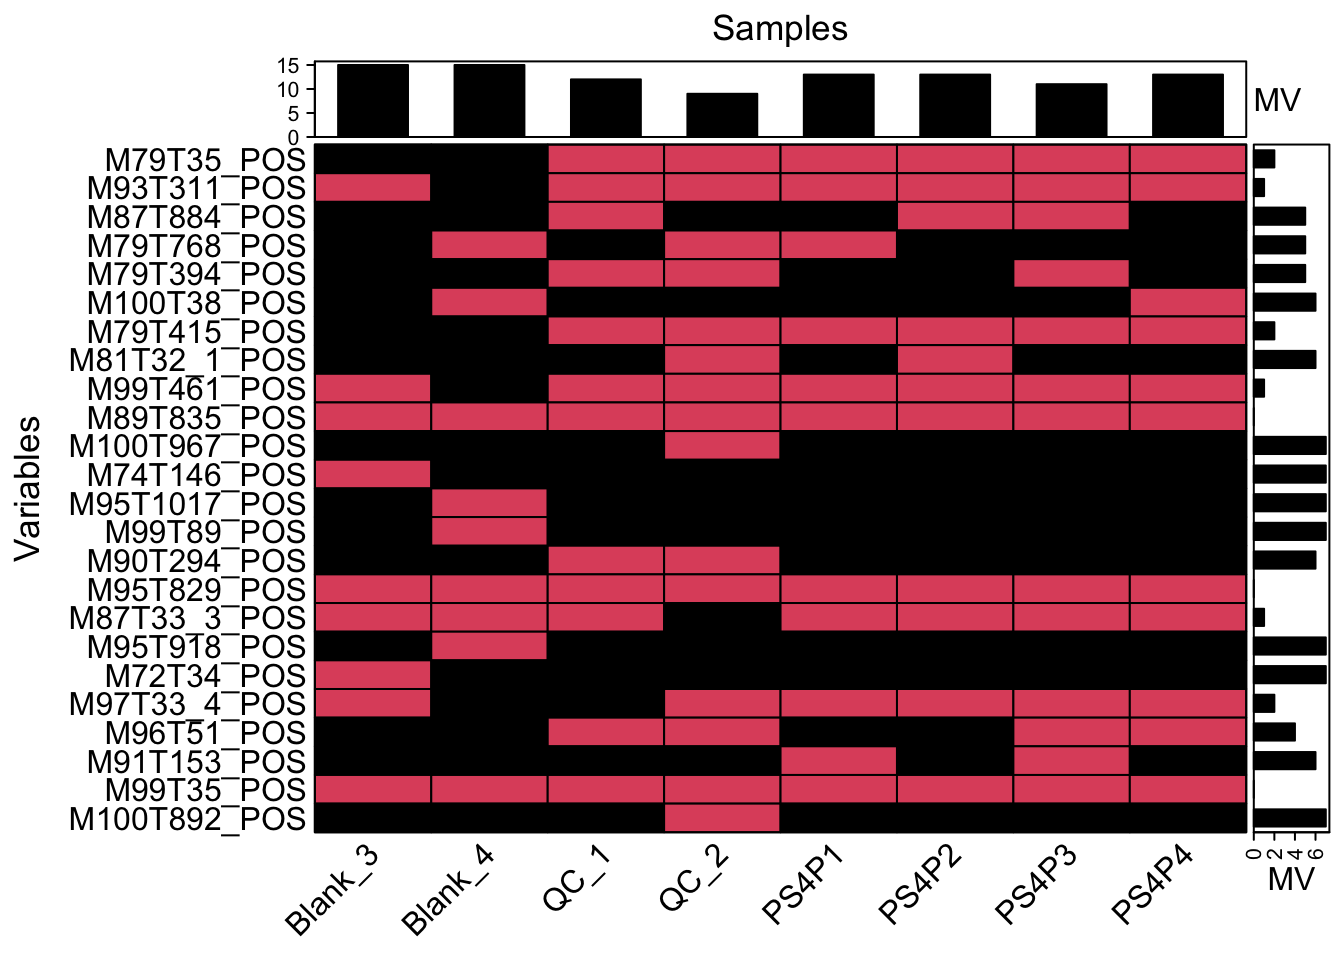 Samples
15
10
5
0
MV
M79T35_POS
M93T311_POS
M87T884_POS
M79T768_POS
M79T394_POS
M100T38_POS
M79T415_POS
M81T32_1_POS
M99T461_POS
M89T835_POS
M100T967_POS
M74T146_POS
M95T1017_POS
M99T89_POS
M90T294_POS
M95T829_POS
M87T33_3_POS
M95T918_POS
M72T34_POS
M97T33_4_POS
M96T51_POS
M91T153_POS
M99T35_POS
M100T892_POS
Variables
Blank_3
Blank_4
QC_1
QC_2
PS4P1
PS4P2
PS4P3
PS4P4
0 2 4 6
MV